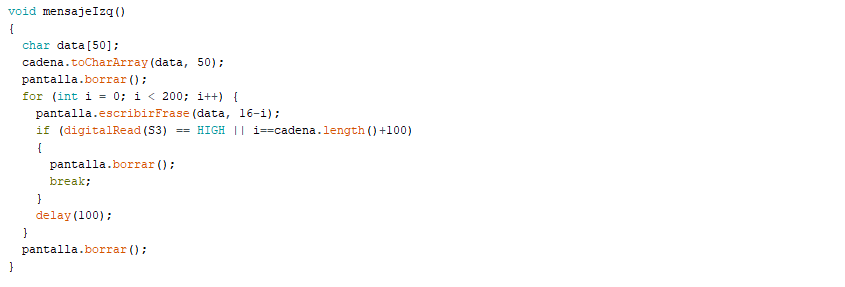 void mensajeIzq()
{
  char data[50];
  cadena.toCharArray(data, 50);
  pantalla.borrar();
  for (int i = 0; i < 200; i++) {
    pantalla.escribirFrase(data, 16-i);
    if (digitalRead(S3) == HIGH || i==cadena.length()+100)
    {
      pantalla.borrar();
      break;
    }
    delay(100);
  }
  pantalla.borrar();
}